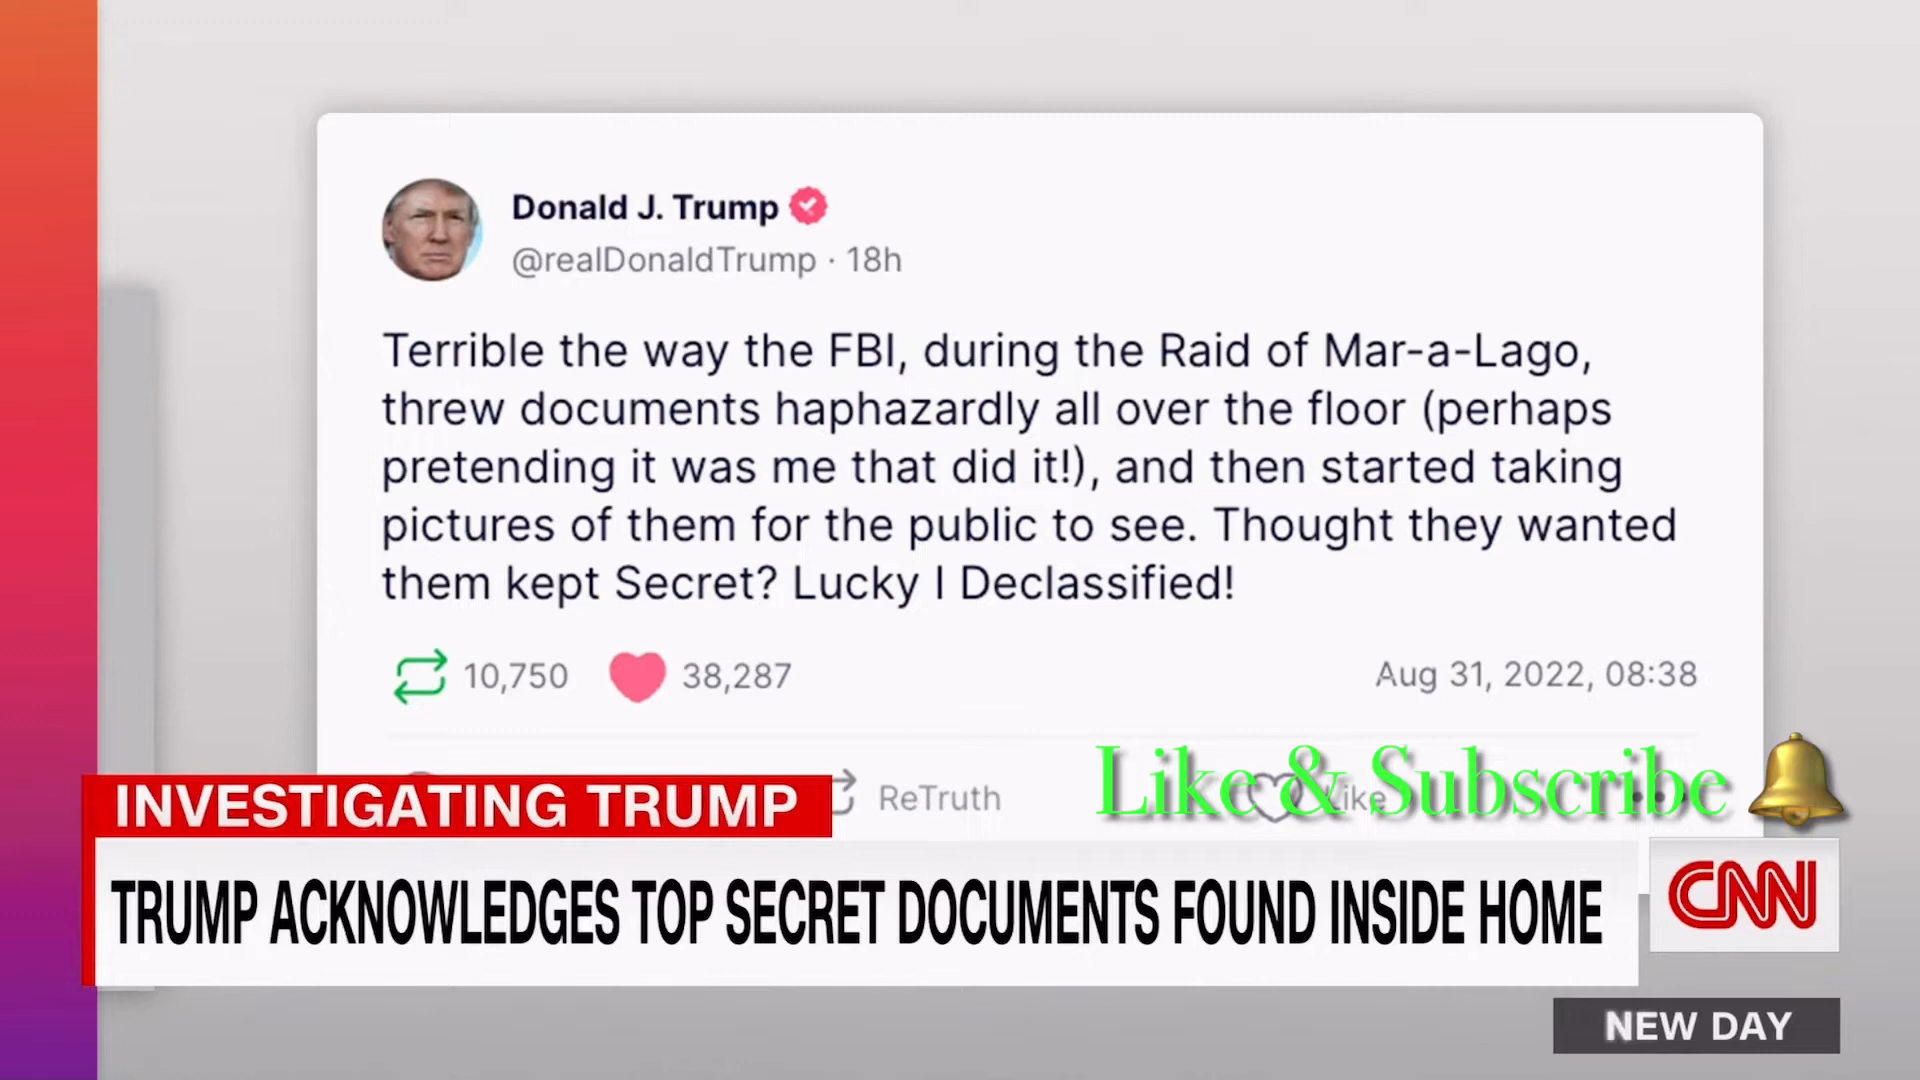 Donald J. Trump
@realDonaldTrump · 18h
Terrible the way the FBI, during the Raid of Mar-a-Lago,
threw documents haphazardly all over the floor (perhaps
pretending it was me that did it!), and then started taking
pictures of them for the public to see. Thought they wanted
them kept Secret? Lucky I Declassified!
10,750 38,287 Aug 31, 2022, 08:38
ReTruth Like
Like & Subscribe
INVESTIGATING TRUMP
TRUMP ACKNOWLEDGES TOP SECRET DOCUMENTS FOUND INSIDE HOME
CNN
NEW DAY